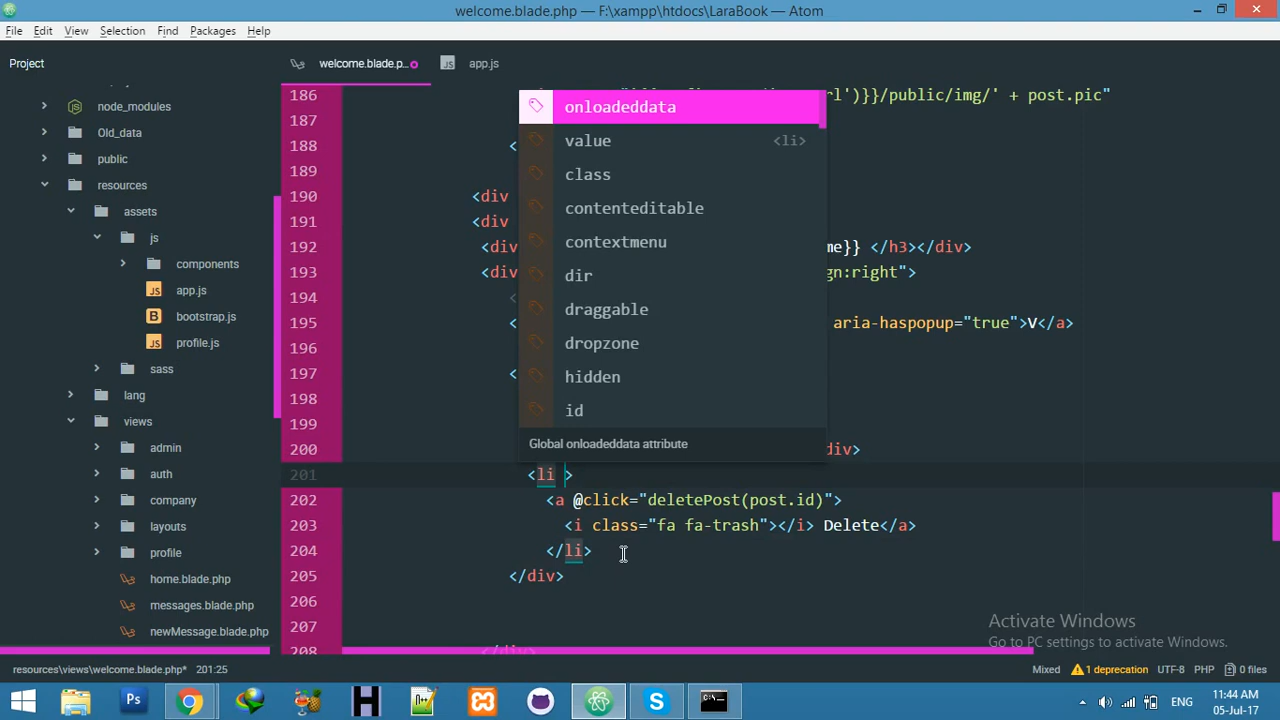 welcome.blade.php — F:\xampp\htdocs\LaraBook — Atom
File Edit View Selection Find Packages Help
Project
welcome.blade.p...
app.js
node_modules
Old_data
public
resources
assets
js
components
app.js
bootstrap.js
profile.js
sass
lang
views
admin
auth
company
layouts
profile
home.blade.php
messages.blade.php
newMessage.blade.php
186 rl')}}/public/img/' + post.pic"
187
188 <
189
190 <div
191 <div
192 <div me}} </h3></div>
193 <div gn:right">
194 <
195 < aria-haspopup="true">V</a>
196
197 <
198
199
200 div>
201 <li >
202 <a @click="deletePost(post.id)">
203 <i class="fa fa-trash"></i> Delete</a>
204 </li>
205 </div>
206
207
208 </div>
onloadeddata
value <li>
class
contenteditable
contextmenu
dir
draggable
dropzone
hidden
id
Global onloadeddata attribute
Activate Windows
Go to PC settings to activate Windows.
resources\views\welcome.blade.php* 201:25
Mixed 1 deprecation UTF-8 PHP 0 files
Ps
H
N++
S
ENG
11:44 AM
05-Jul-17